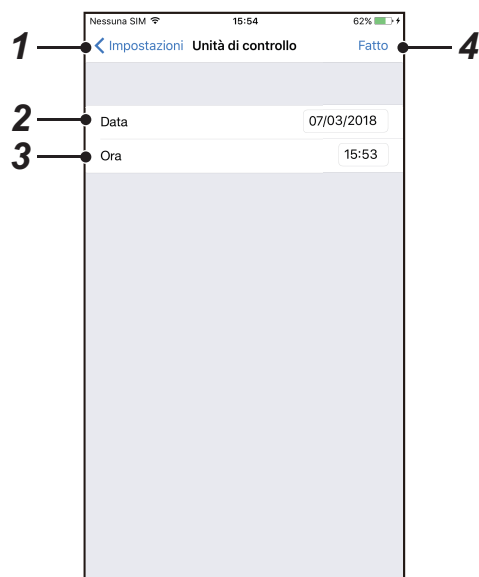 Nessuna SIM 15:54 62%
1 Impostazioni Unità di controllo Fatto 4
2 Data 07/03/2018
3 Ora 15:53